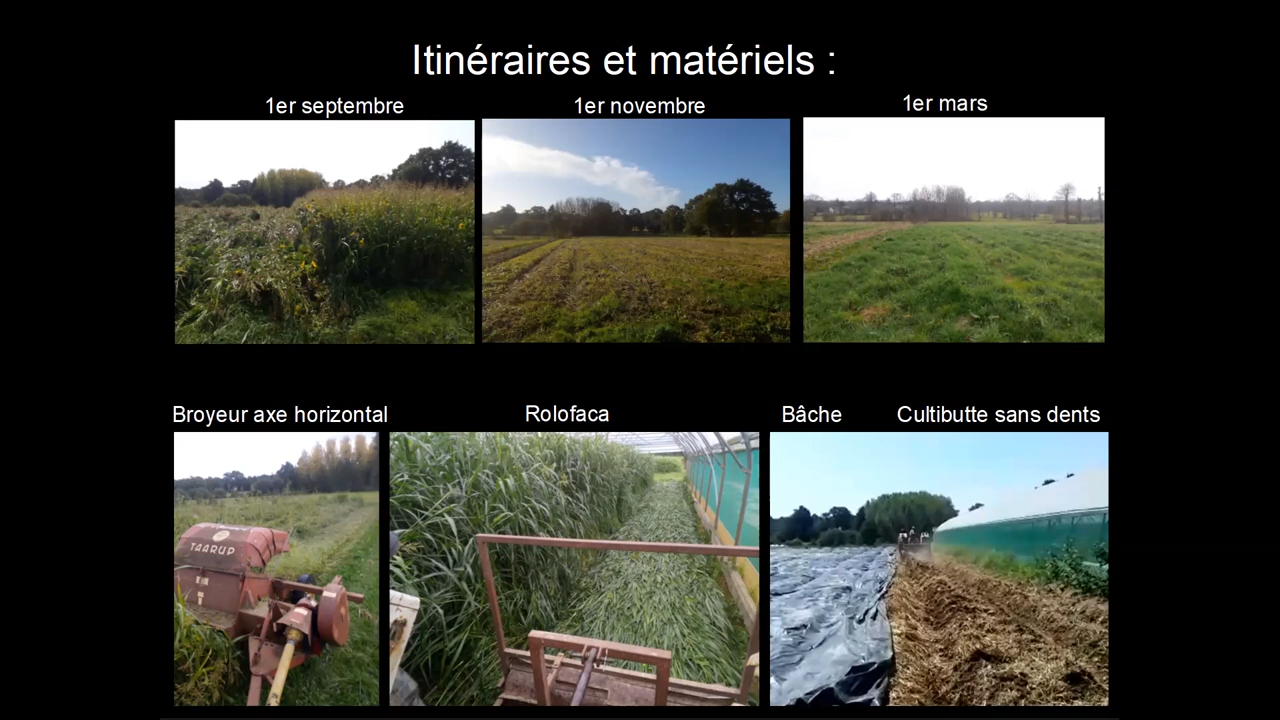 Itinéraires et matériels :
1er septembre
1er novembre
1er mars
Broyeur axe horizontal
Rolofaca
Bâche
Cultibutte sans dents
TAARUP